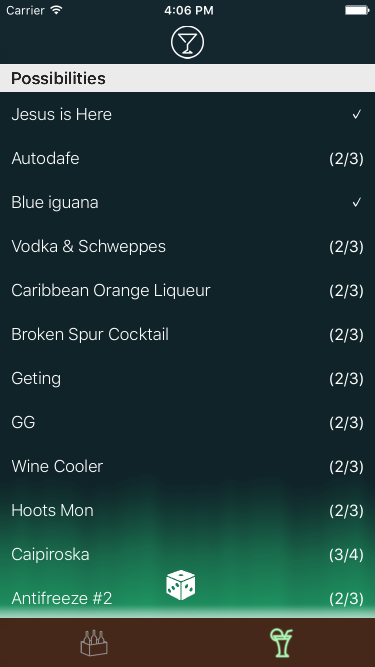 Carrier 4:06 PM
Possibilities
Jesus is Here ✓
Autodafe (2/3)
Blue iguana ✓
Vodka & Schweppes (2/3)
Caribbean Orange Liqueur (2/3)
Broken Spur Cocktail (2/3)
Geting (2/3)
GG (2/3)
Wine Cooler (2/3)
Hoots Mon (2/3)
Caipiroska (3/4)
Antifreeze #2 (2/3)